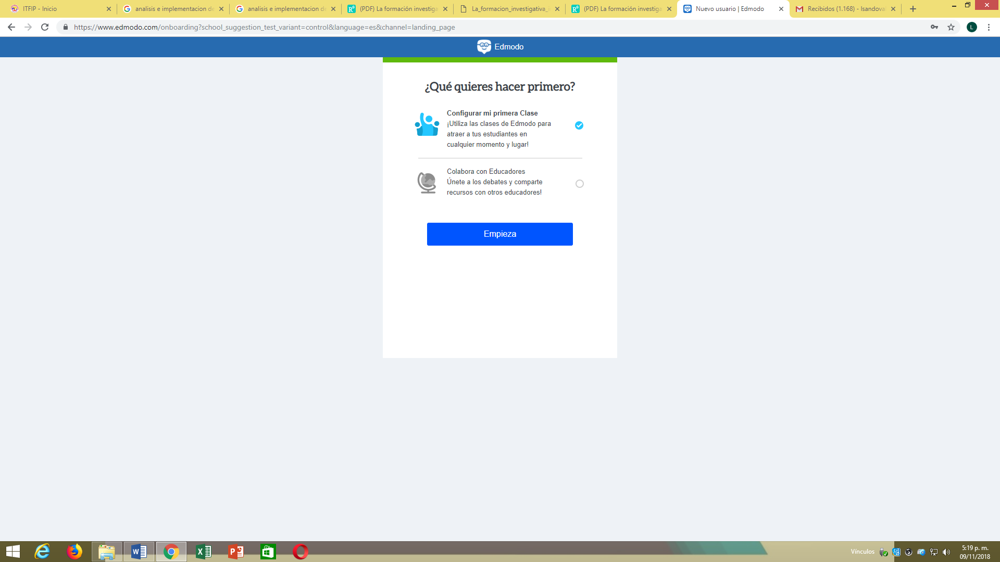 ITFIP - Inicio
analisis e implementacion de
analisis e implementacion de
(PDF) La formación investiga
La_formacion_investigativa_i
(PDF) La formación investiga
Nuevo usuario | Edmodo
Recibidos (1.168) - lsandoval
https://www.edmodo.com/onboarding?school_suggestion_test_variant=control&language=es&channel=landing_page
L
Edmodo
¿Qué quieres hacer primero?
Configurar mi primera Clase
¡Utiliza las clases de Edmodo para
atraer a tus estudiantes en
cualquier momento y lugar!
Colabora con Educadores
Únete a los debates y comparte
recursos con otros educadores!
Empieza
Vínculos
5:19 p. m.
09/11/2018